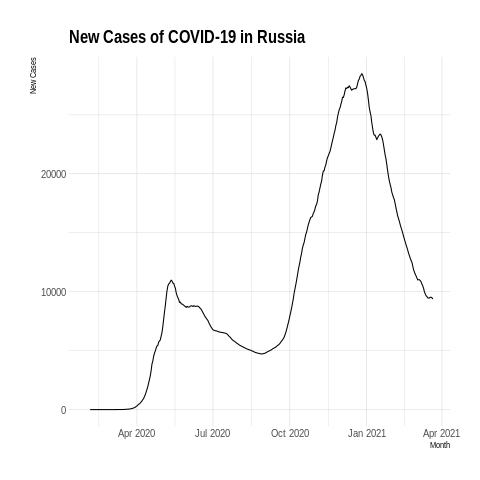 New Cases of COVID-19 in Russia
New Cases
20000
10000
0
Apr 2020 Jul 2020 Oct 2020 Jan 2021 Apr 2021
Month